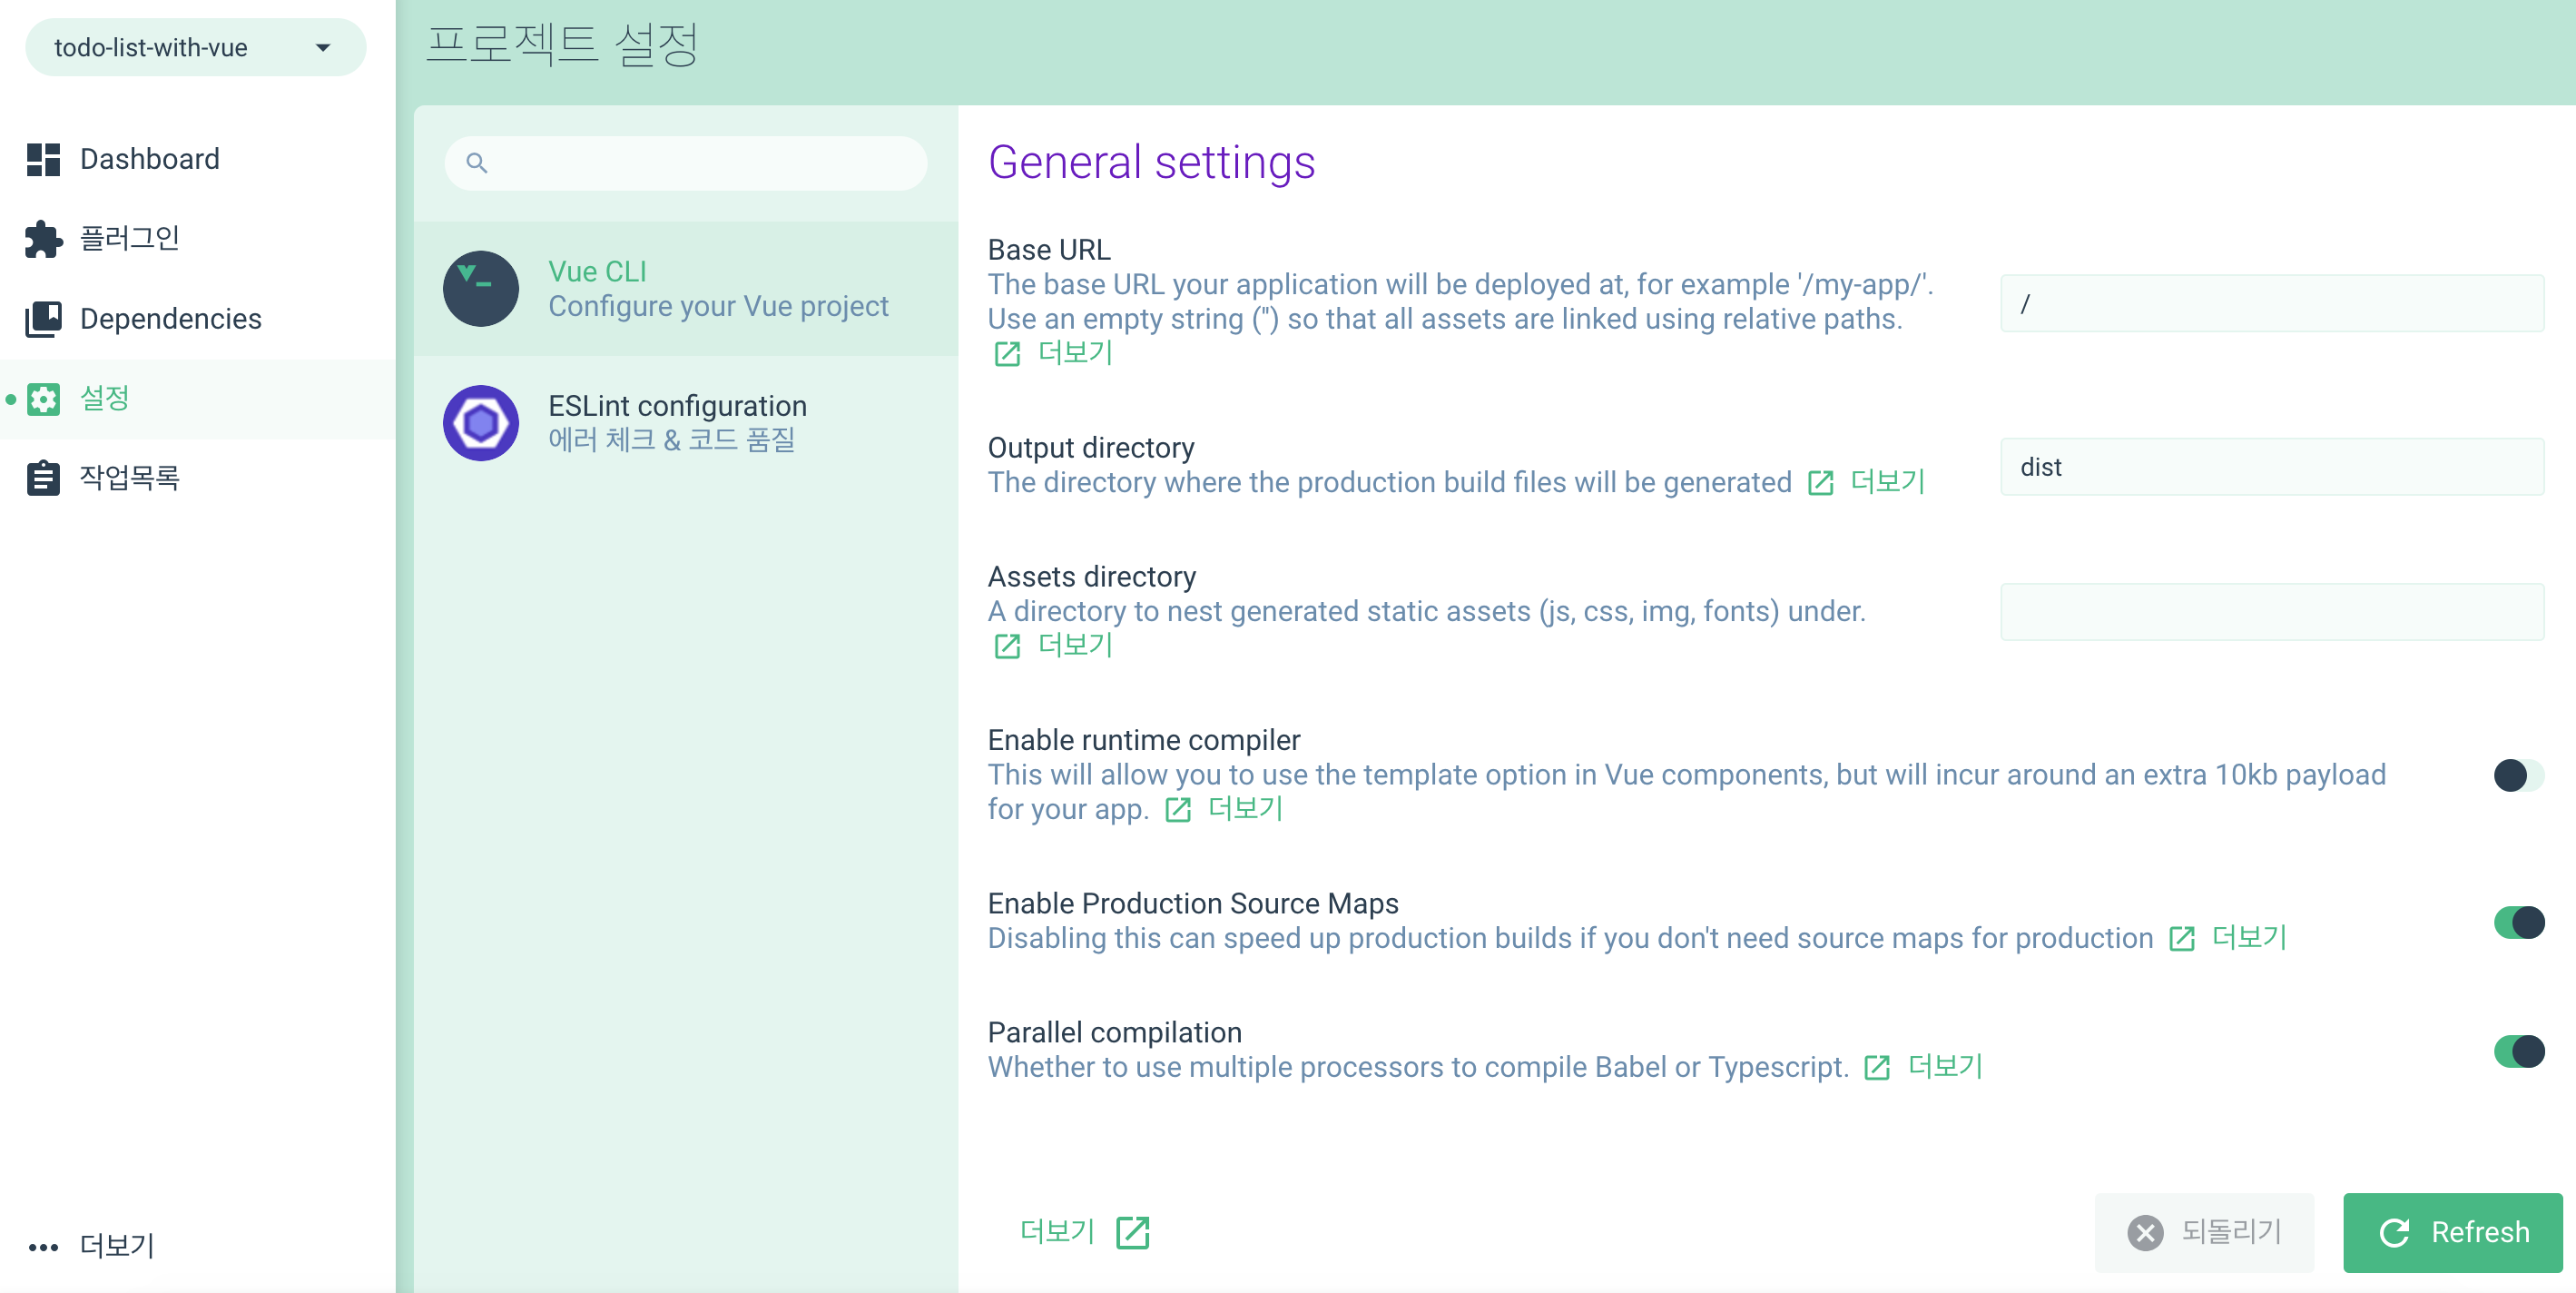 todo-list-with-vue
Dashboard
플러그인
Dependencies
설정
작업목록
더보기
프로젝트 설정
Vue CLI
Configure your Vue project
ESLint configuration
에러 체크 & 코드 품질
General settings
Base URL
The base URL your application will be deployed at, for example '/my-app/'.
Use an empty string ('') so that all assets are linked using relative paths.
더보기
/
Output directory
The directory where the production build files will be generated 더보기
dist
Assets directory
A directory to nest generated static assets (js, css, img, fonts) under.
더보기
Enable runtime compiler
This will allow you to use the template option in Vue components, but will incur around an extra 10kb payload
for your app. 더보기
Enable Production Source Maps
Disabling this can speed up production builds if you don't need source maps for production 더보기
Parallel compilation
Whether to use multiple processors to compile Babel or Typescript. 더보기
더보기
되돌리기
Refresh